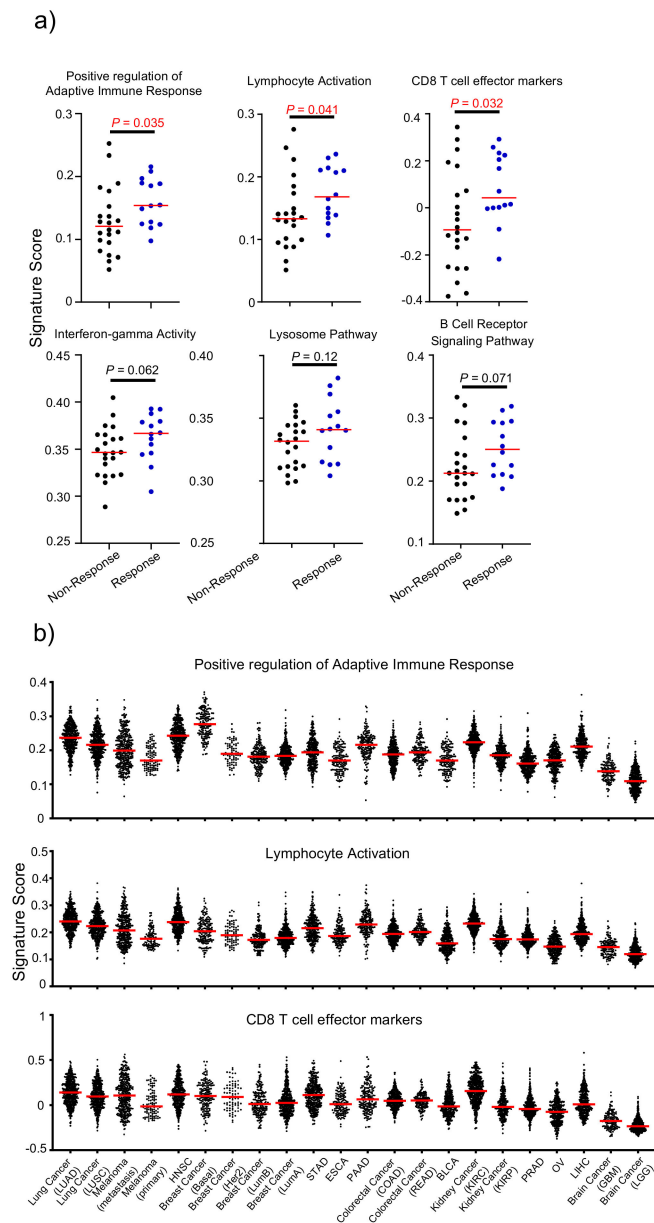 a)
Positive regulation of
Adaptive Immune Response
Lymphocyte Activation
CD8 T cell effector markers
P = 0.035
P = 0.041
P = 0.032
0.3
0.2
0.1
0
0.3
0.2
0.1
0
0.4
0.2
0
-0.2
-0.4
Signature Score
Interferon-gamma Activity
Lysosome Pathway
B Cell Receptor
Signaling Pathway
P = 0.062
P = 0.12
P = 0.071
0.45
0.40
0.35
0.30
0.25
0.40
0.35
0.30
0.25
0.4
0.3
0.2
0.1
Non-Response
Response
Non-Response
Response
Non-Response
Response
b)
Positive regulation of Adaptive Immune Response
0.4
0.3
0.2
0.1
0
Lymphocyte Activation
0.5
0.4
0.3
0.2
0.1
0
Signature Score
CD8 T cell effector markers
1
0.5
0
-0.5
Lung Cancer
(LUAD)
Lung Cancer
(LUSC)
Melanoma
(metastasis)
Melanoma
(primary)
HNSC
Breast Cancer
(Basal)
Breast Cancer
(Her2)
Breast Cancer
(LumB)
Breast Cancer
(LumA)
STAD
ESCA
PAAD
Colorectal Cancer
(COAD)
Colorectal Cancer
(READ)
BLCA
Kidney Cancer
(KIRC)
Kidney Cancer
(KIRP)
PRAD
OV
LIHC
Brain Cancer
(GBM)
Brain Cancer
(LGG)